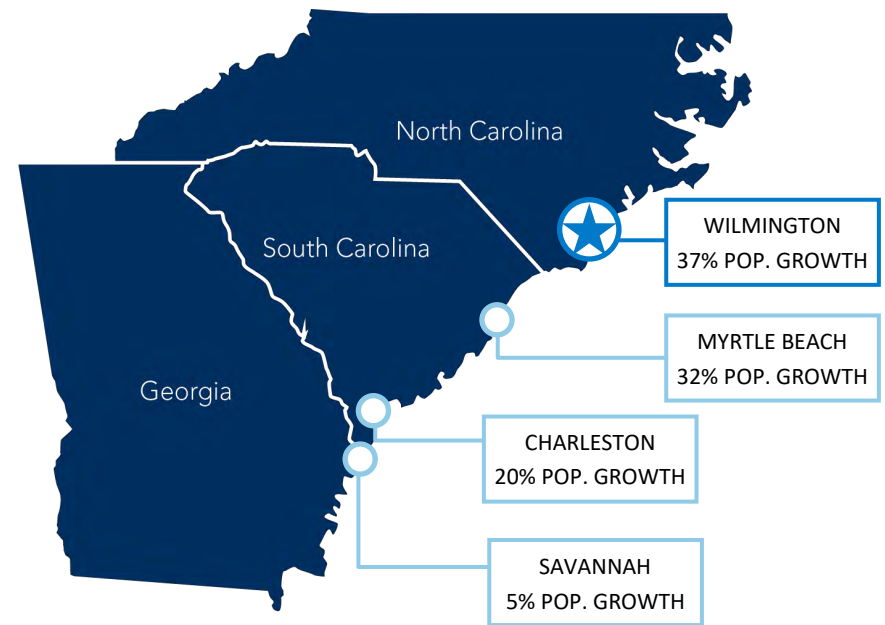 North Carolina
South Carolina
Georgia
WILMINGTON
37% POP. GROWTH
MYRTLE BEACH
32% POP. GROWTH
CHARLESTON
20% POP. GROWTH
SAVANNAH
5% POP. GROWTH